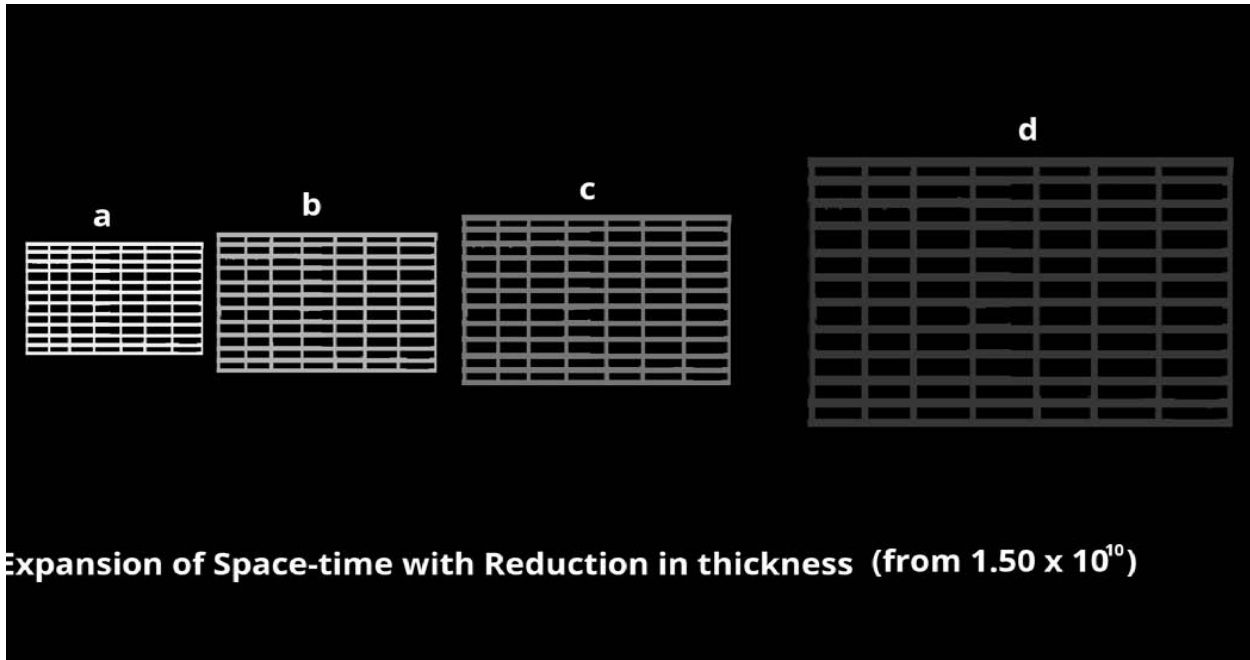 a
b
c
d
Expansion of Space-time with Reduction in thickness (from 1.50 x 10¹⁰)